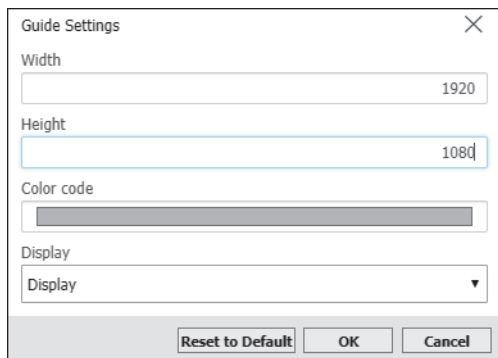 Guide Settings
Width
1920
Height
1080
Color code
Display
Display
Reset to Default OK Cancel